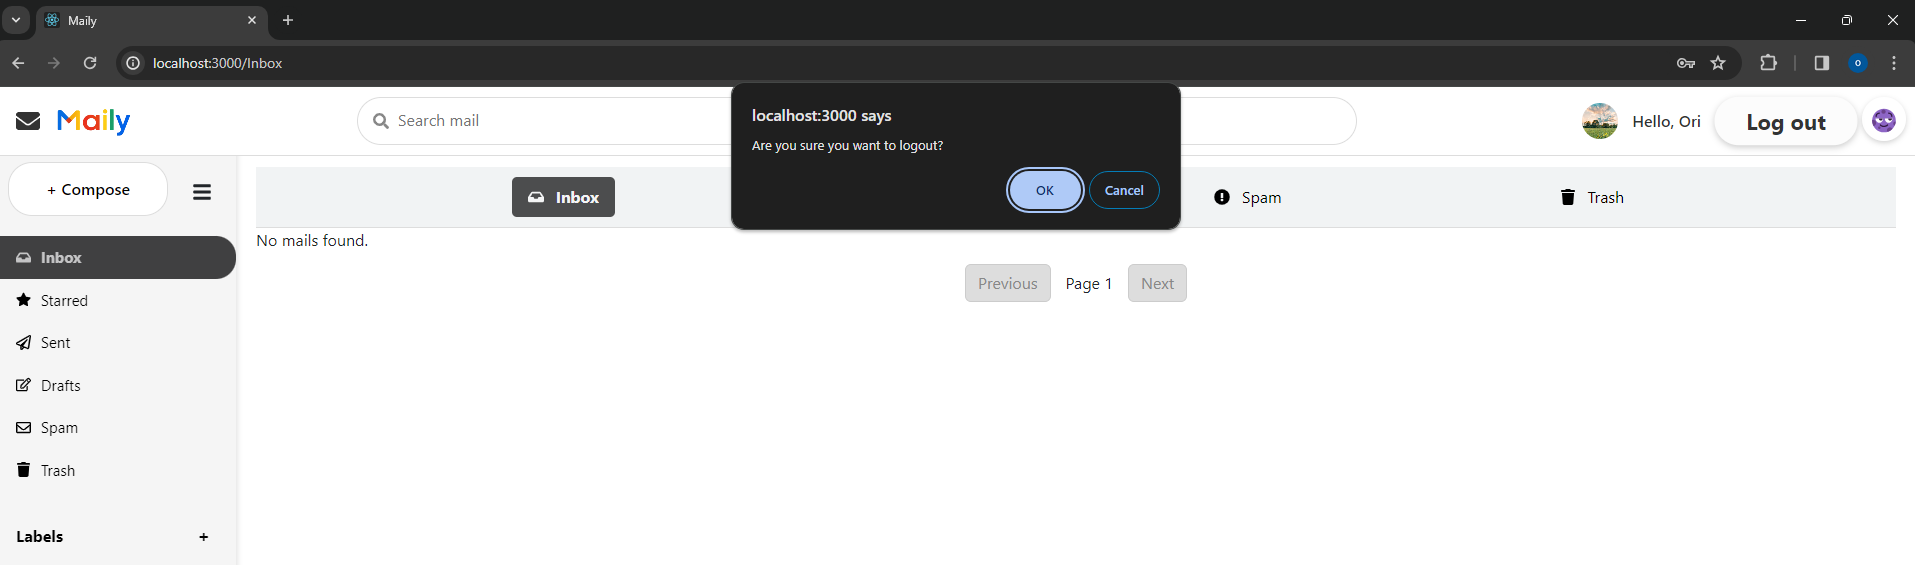 Maily
localhost:3000/Inbox
o
Maily
Search mail
localhost:3000 says
Are you sure you want to logout?
OK
Cancel
Hello, Ori
Log out
+ Compose
Inbox
Spam
Trash
No mails found.
Previous
Page 1
Next
Inbox
Starred
Sent
Drafts
Spam
Trash
Labels
+